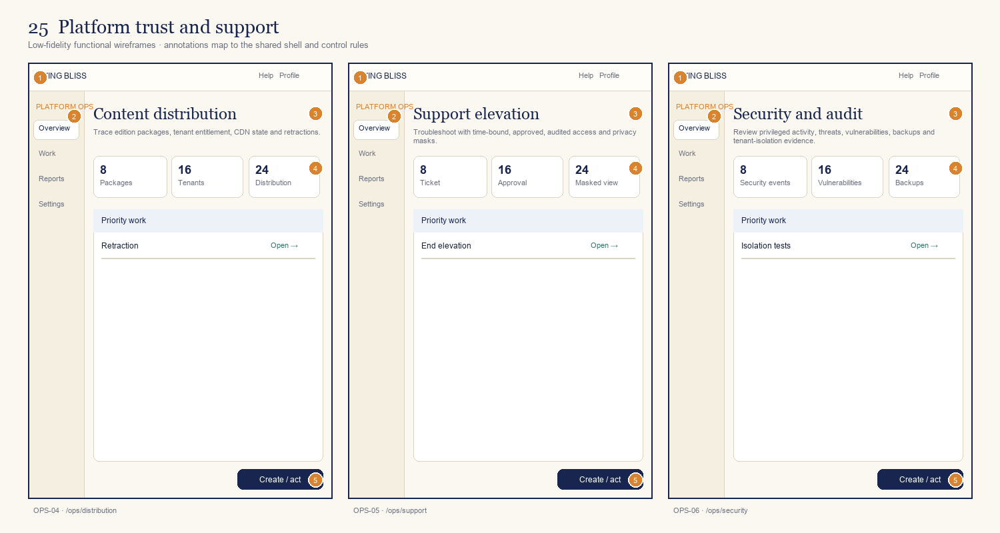 25 Platform trust and support
Low-fidelity functional wireframes · annotations map to the shared shell and control rules
1 ING BLISS
Help Profile
PLATFORM OPS
2
Overview
Work
Reports
Settings
Content distribution
3
Trace edition packages, tenant entitlement, CDN state and retractions.
8
Packages
16
Tenants
24
Distribution
4
Priority work
Retraction Open →
Create / act 5
OPS-04 · /ops/distribution
1 ING BLISS
Help Profile
PLATFORM OPS
2
Overview
Work
Reports
Settings
Support elevation
3
Troubleshoot with time-bound, approved, audited access and privacy
masks.
8
Ticket
16
Approval
24
Masked view
4
Priority work
End elevation Open →
Create / act 5
OPS-05 · /ops/support
1 ING BLISS
Help Profile
PLATFORM OPS
2
Overview
Work
Reports
Settings
Security and audit
3
Review privileged activity, threats, vulnerabilities, backups and
tenant-isolation evidence.
8
Security events
16
Vulnerabilities
24
Backups
4
Priority work
Isolation tests Open →
Create / act 5
OPS-06 · /ops/security